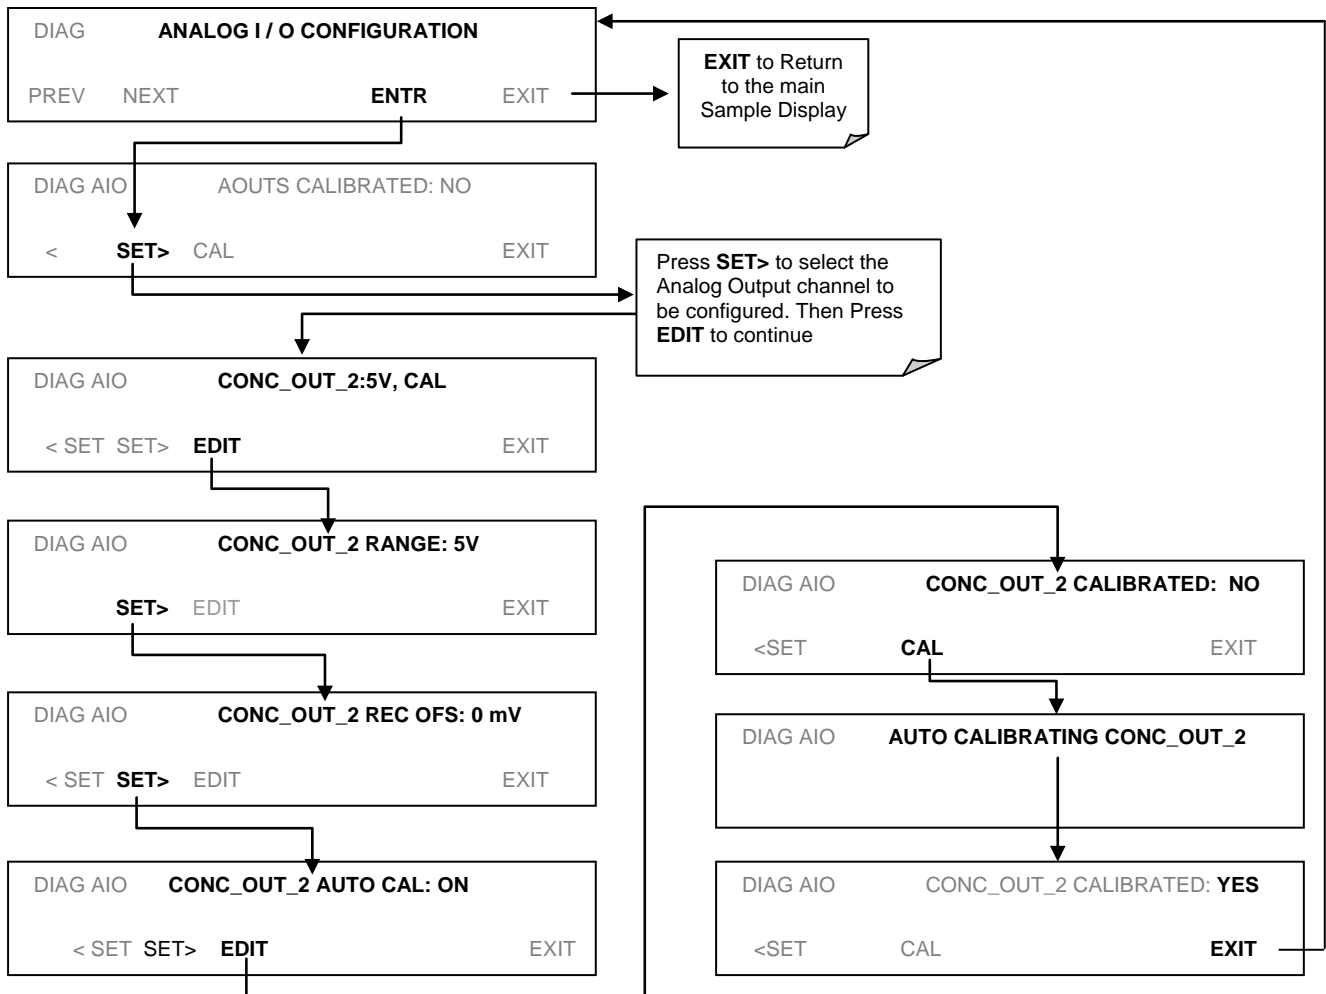 DIAG ANALOG I / O CONFIGURATION
PREV NEXT ENTR EXIT
EXIT to Return
to the main
Sample Display
DIAG AIO AOUTS CALIBRATED: NO
< SET> CAL EXIT
Press SET> to select the
Analog Output channel to
be configured. Then Press
EDIT to continue
DIAG AIO CONC_OUT_2:5V, CAL
< SET SET> EDIT EXIT
DIAG AIO CONC_OUT_2 RANGE: 5V
SET> EDIT EXIT
DIAG AIO CONC_OUT_2 REC OFS: 0 mV
< SET SET> EDIT EXIT
DIAG AIO CONC_OUT_2 AUTO CAL: ON
< SET SET> EDIT EXIT
DIAG AIO CONC_OUT_2 CALIBRATED: NO
<SET CAL EXIT
DIAG AIO AUTO CALIBRATING CONC_OUT_2
DIAG AIO CONC_OUT_2 CALIBRATED: YES
<SET CAL EXIT